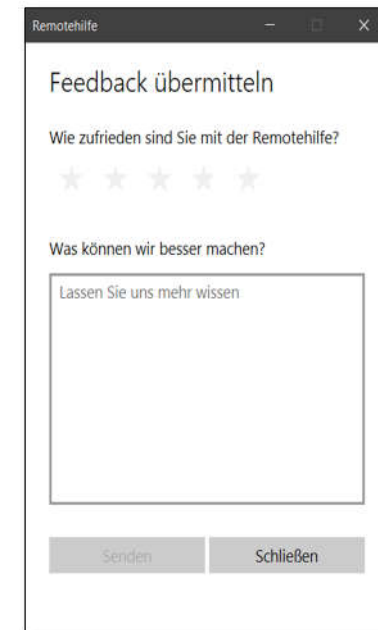 Remotehilfe
Feedback übermitteln
Wie zufrieden sind Sie mit der Remotehilfe?
Was können wir besser machen?
Lassen Sie uns mehr wissen
Senden
Schließen